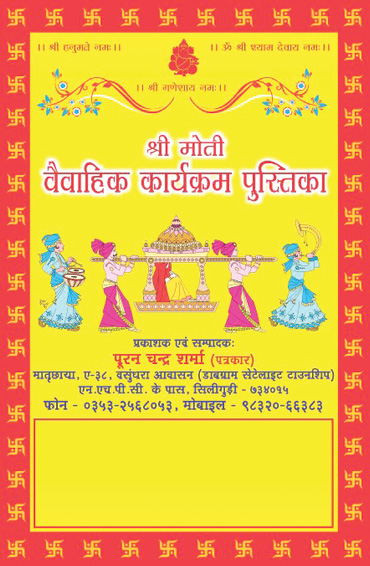 ।। श्री हनुमते नमः।।
।। ॐ श्री श्याम देवाय नमः।।
।। श्री गणेशाय नमः।।
श्री मोती
वैवाहिक कार्यक्रम पुस्तिका
प्रकाशक एवं सम्पादकः
पूरन चन्द्र शर्मा (पत्रकार)
मातृछाया, ए-३८, वसुंधरा आवासन (डाबग्राम सेटेलाइट टाउनशिप)
एन.एच.पी.सी. के पास, सिलीगुड़ी - ७३४०१५
फोन - ०३५३-२५६८०५३, मोबाइल - ९८३२०-६६३८३